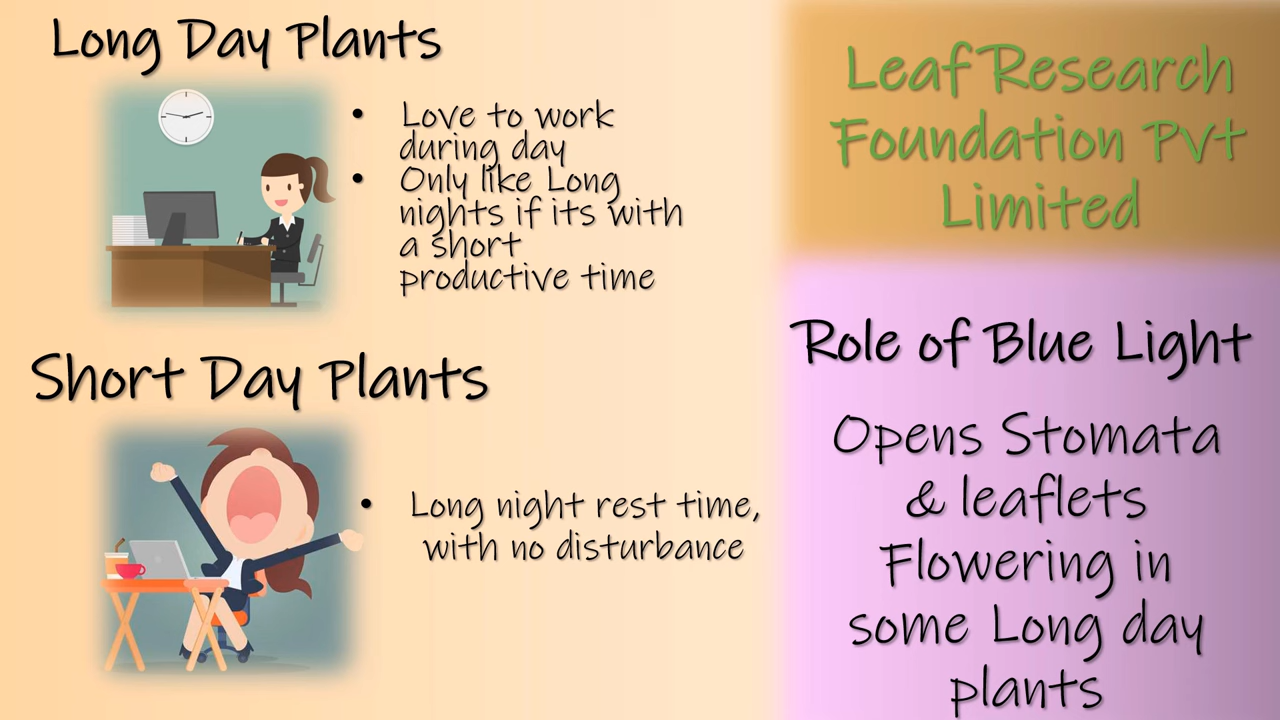 Long Day Plants
• Love to work
during day
• Only like Long
nights if its with
a short
productive time
Short Day Plants
• Long night rest time,
with no disturbance
Leaf Research
Foundation Pvt
Limited
Role of Blue Light
Opens Stomata
& leaflets
Flowering in
some Long day
plants